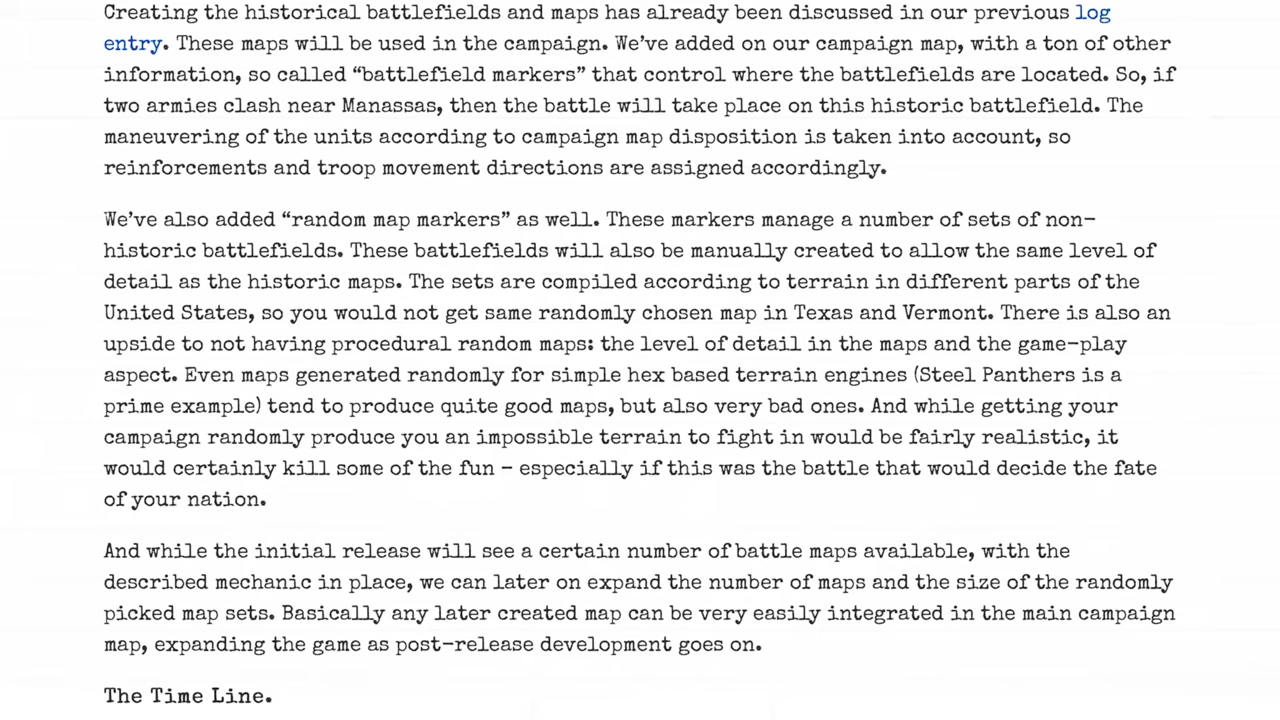 Creating the historical battlefields and maps has already been discussed in our previous log
entry. These maps will be used in the campaign. We’ve added on our campaign map, with a ton of other
information, so called “battlefield markers” that control where the battlefields are located. So, if
two armies clash near Manassas, then the battle will take place on this historic battlefield. The
maneuvering of the units according to campaign map disposition is taken into account, so
reinforcements and troop movement directions are assigned accordingly.
We’ve also added “random map markers” as well. These markers manage a number of sets of non-
historic battlefields. These battlefields will also be manually created to allow the same level of
detail as the historic maps. The sets are compiled according to terrain in different parts of the
United States, so you would not get same randomly chosen map in Texas and Vermont. There is also an
upside to not having procedural random maps: the level of detail in the maps and the game-play
aspect. Even maps generated randomly for simple hex based terrain engines (Steel Panthers is a
prime example) tend to produce quite good maps, but also very bad ones. And while getting your
campaign randomly produce you an impossible terrain to fight in would be fairly realistic, it
would certainly kill some of the fun – especially if this was the battle that would decide the fate
of your nation.
And while the initial release will see a certain number of battle maps available, with the
described mechanic in place, we can later on expand the number of maps and the size of the randomly
picked map sets. Basically any later created map can be very easily integrated in the main campaign
map, expanding the game as post-release development goes on.
The Time Line.